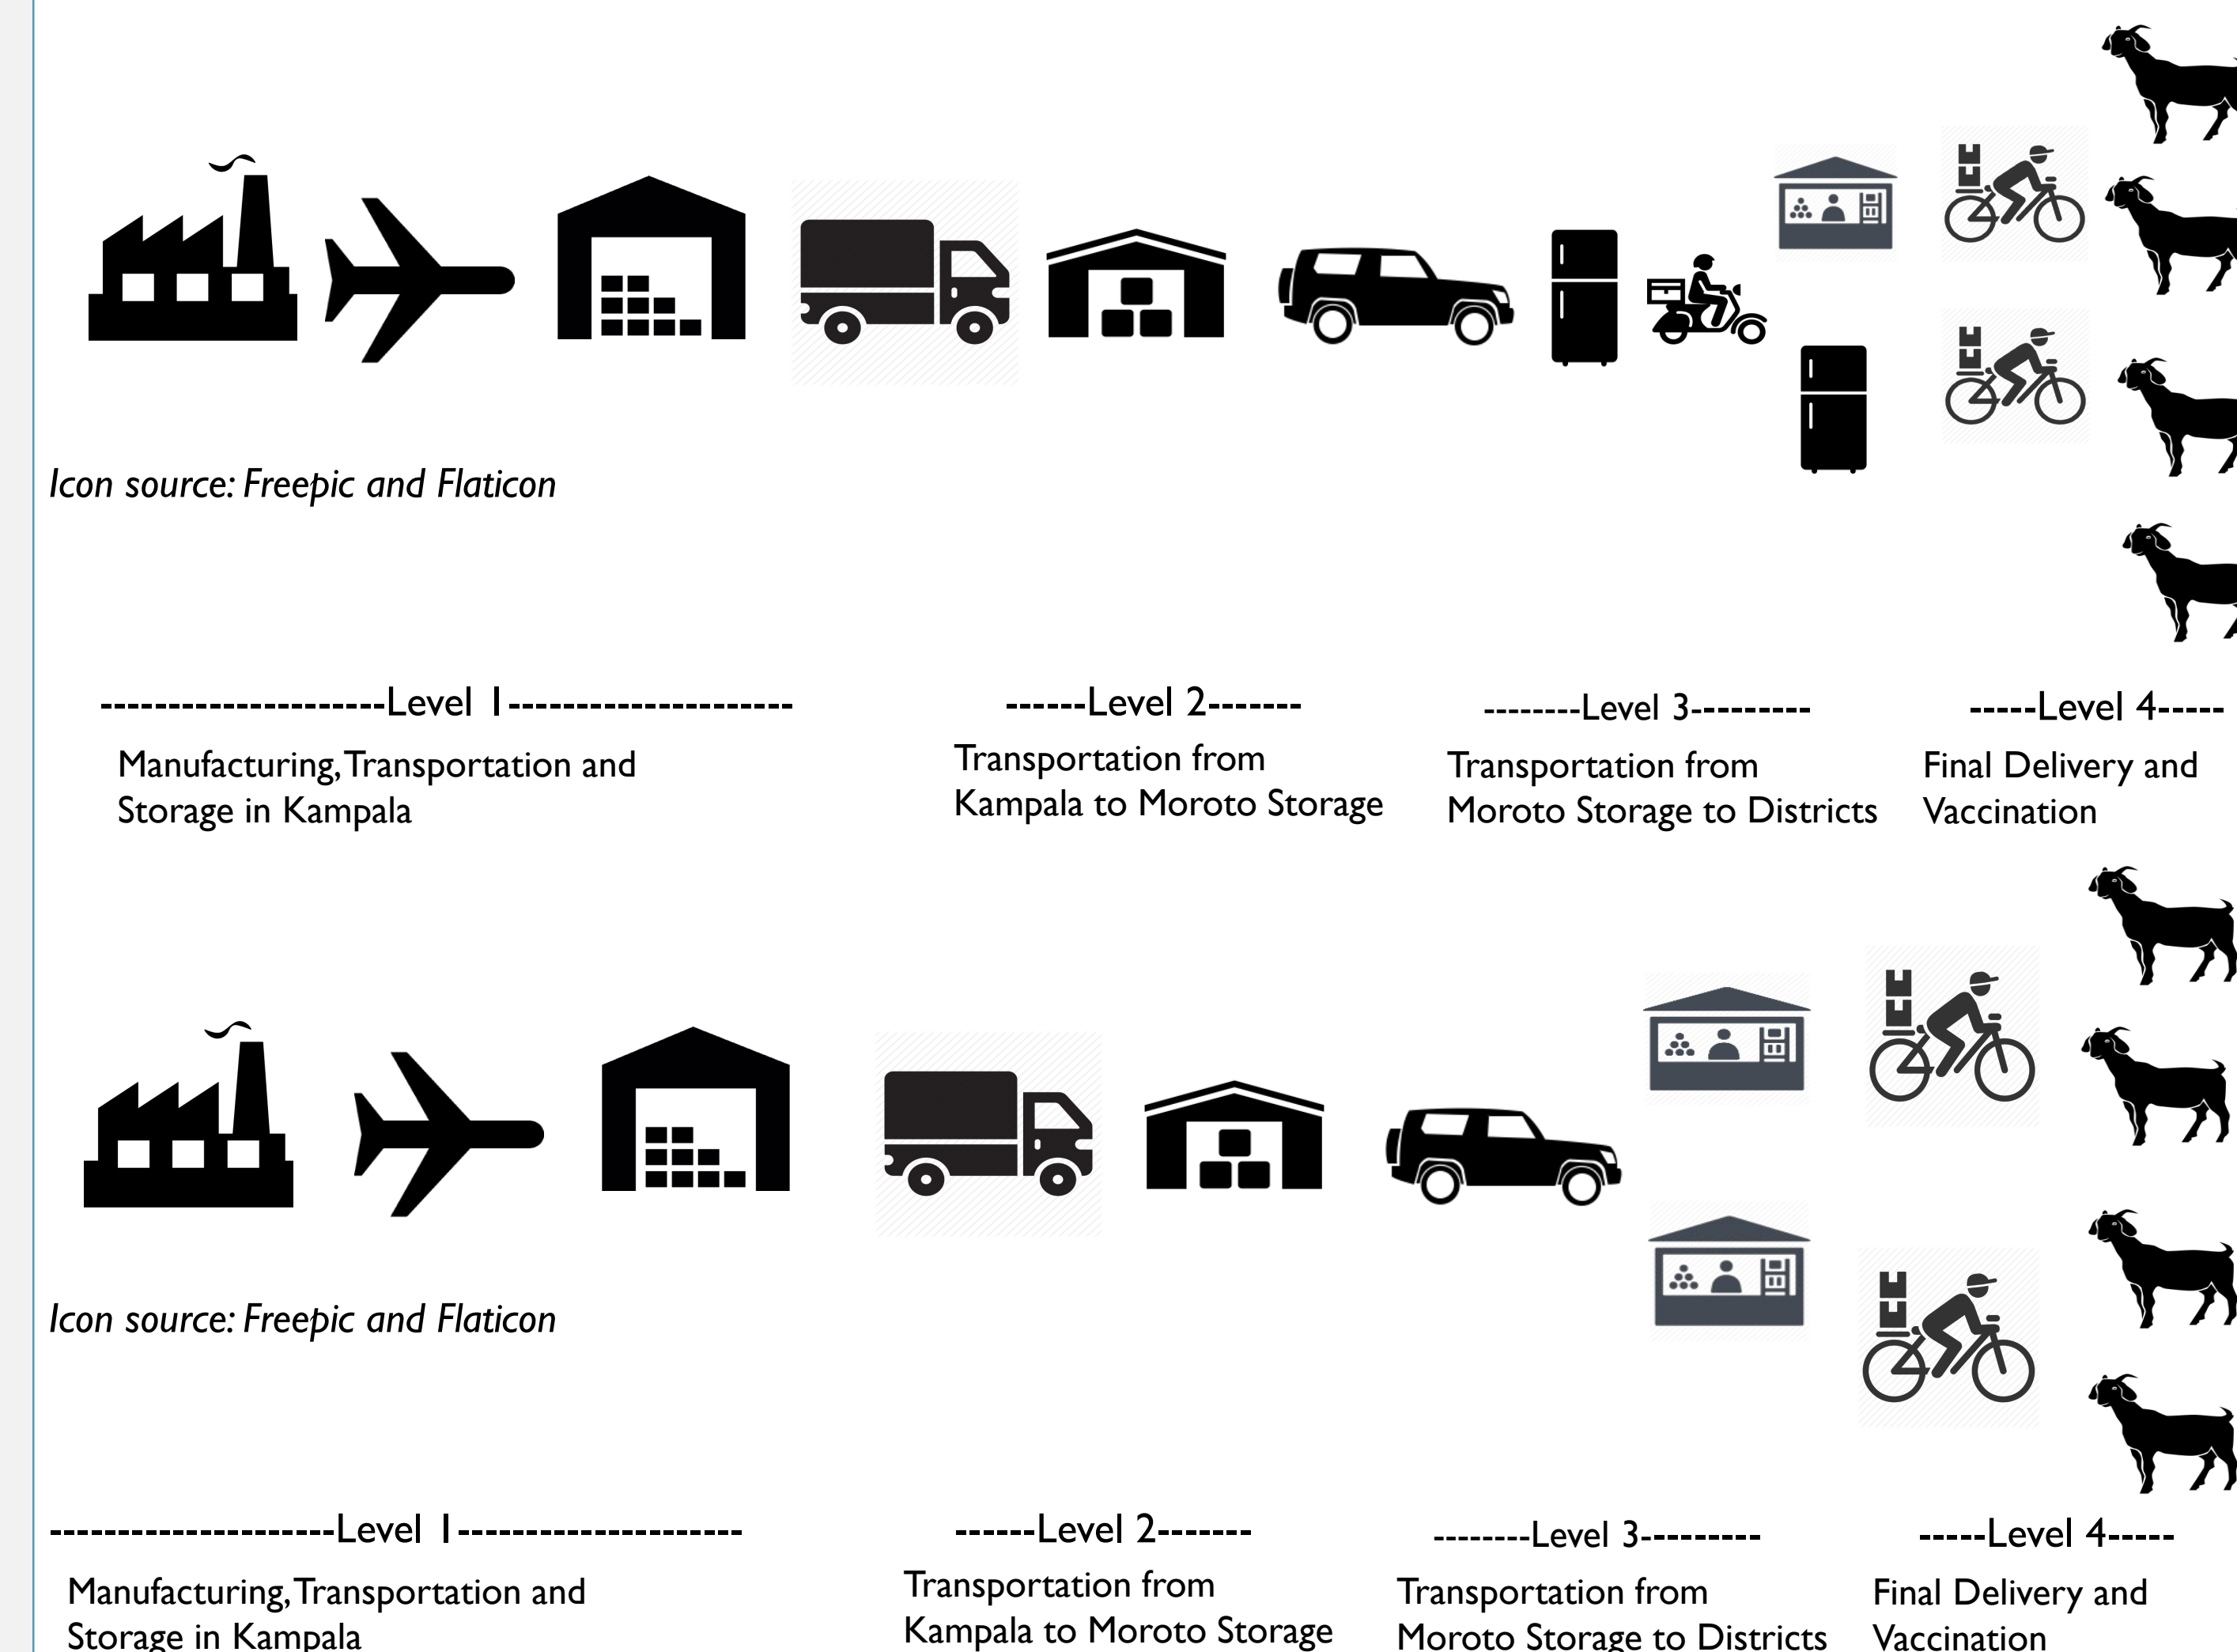 Icon source: Freepic and Flaticon
---------------------Level 1---------------------
Manufacturing, Transportation and
Storage in Kampala
------Level 2-------
Transportation from
Kampala to Moroto Storage
--------Level 3---------
Transportation from
Moroto Storage to Districts
-----Level 4-----
Final Delivery and
Vaccination
Icon source: Freepic and Flaticon
---------------------Level 1---------------------
Manufacturing, Transportation and
Storage in Kampala
------Level 2-------
Transportation from
Kampala to Moroto Storage
--------Level 3---------
Transportation from
Moroto Storage to Districts
-----Level 4-----
Final Delivery and
Vaccination